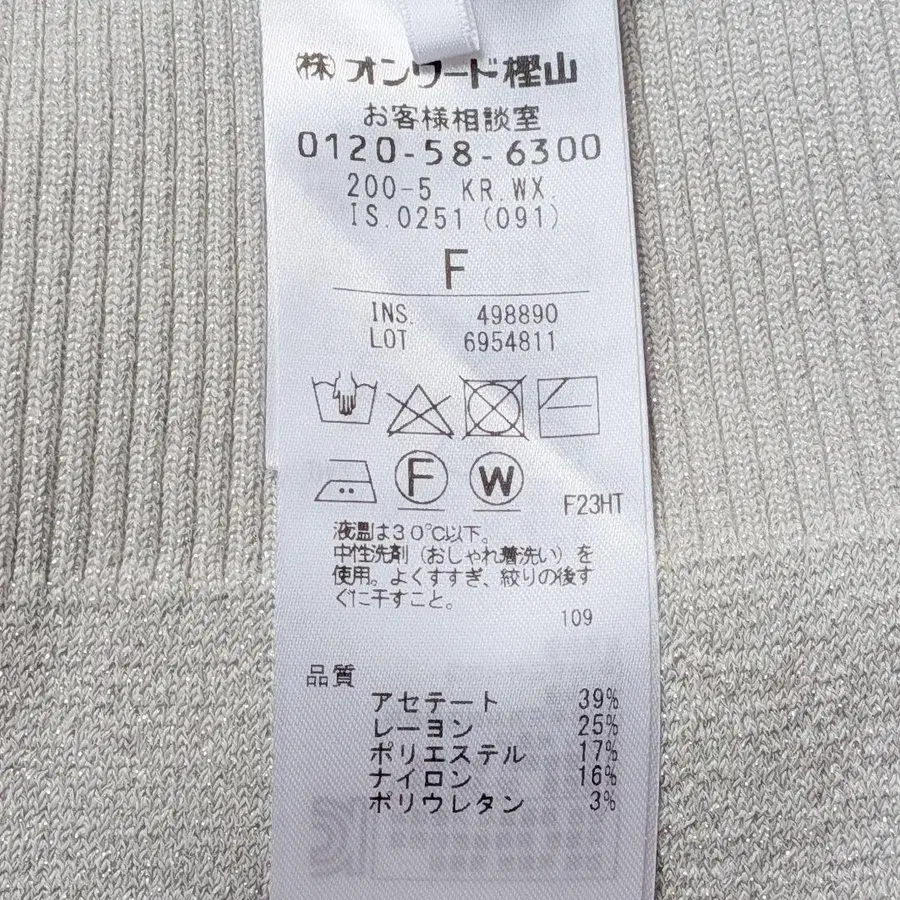 ㈱ オンワード樫山
お客様相談室
0120-58-6300
200-5 KR.WX.
IS.0251 (091)
F
INS. 498890
LOT 6954811
F W F23HT
液温は30℃以下。
中性洗剤（おしゃれ着洗い）を
使用。よくすすぎ、絞りの後す
ぐに干すこと。
109
品質
アセテート 39%
レーヨン 25%
ポリエステル 17%
ナイロン 16%
ポリウレタン 3%